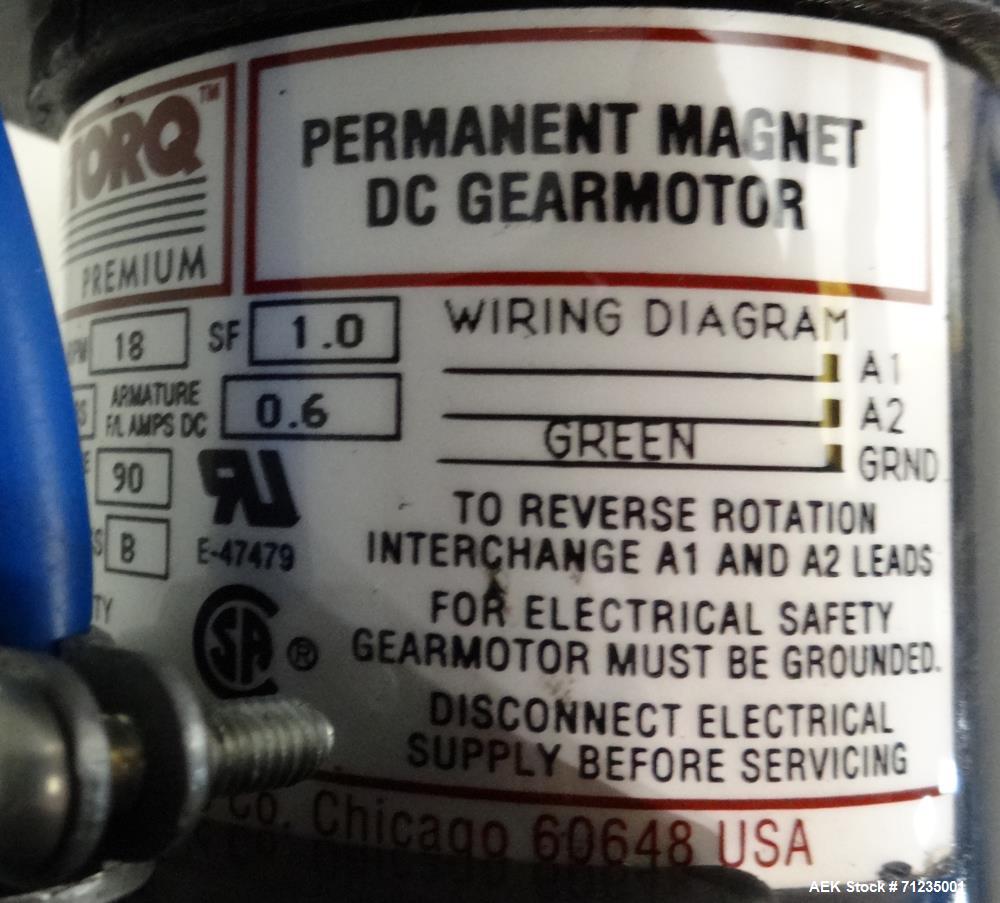 TORQ™
PREMIUM
PERMANENT MAGNET
DC GEARMOTOR
18 SF 1.0
ARMATURE
F/L AMPS DC 0.6
90
B
E-47479
SA ®
WIRING DIAGRAM
A1
A2
GREEN
GRND
TO REVERSE ROTATION
INTERCHANGE A1 AND A2 LEADS
FOR ELECTRICAL SAFETY
GEARMOTOR MUST BE GROUNDED.
DISCONNECT ELECTRICAL
SUPPLY BEFORE SERVICING
Co. Chicago 60648 USA
AEK Stock # 71235001